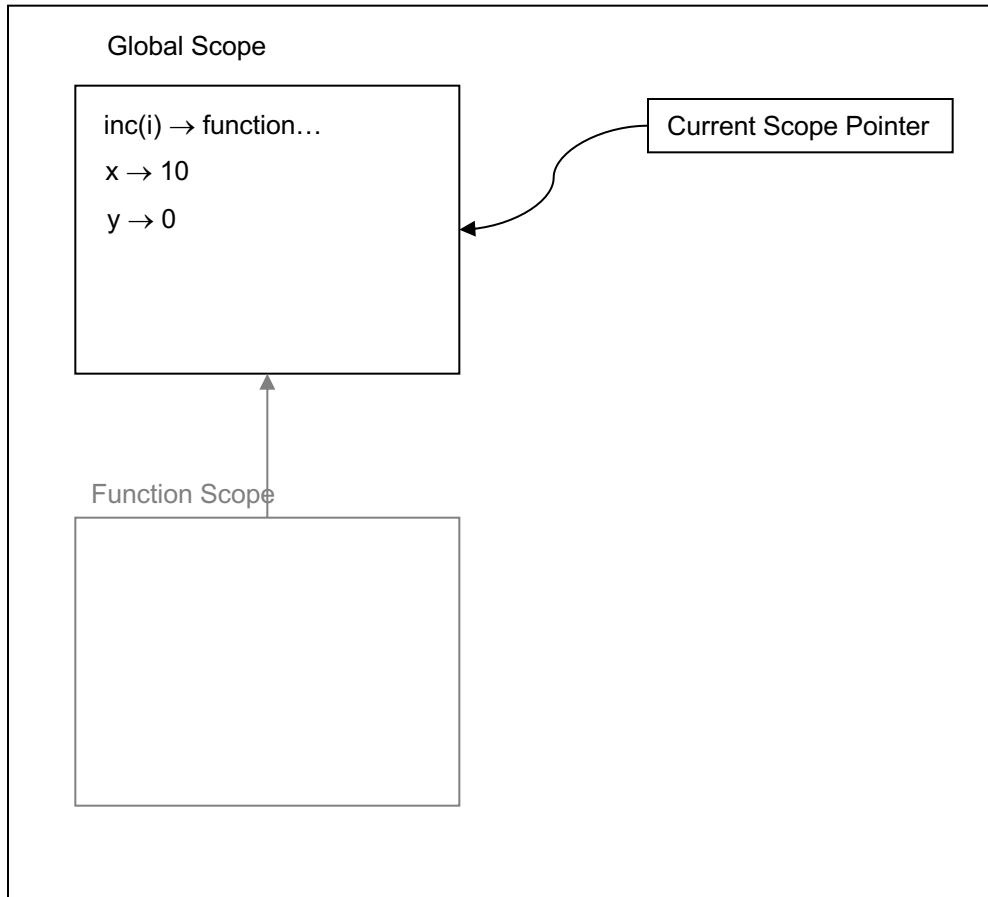 Global Scope
inc(i) → function…
x → 10
y → 0
Current Scope Pointer
Function Scope